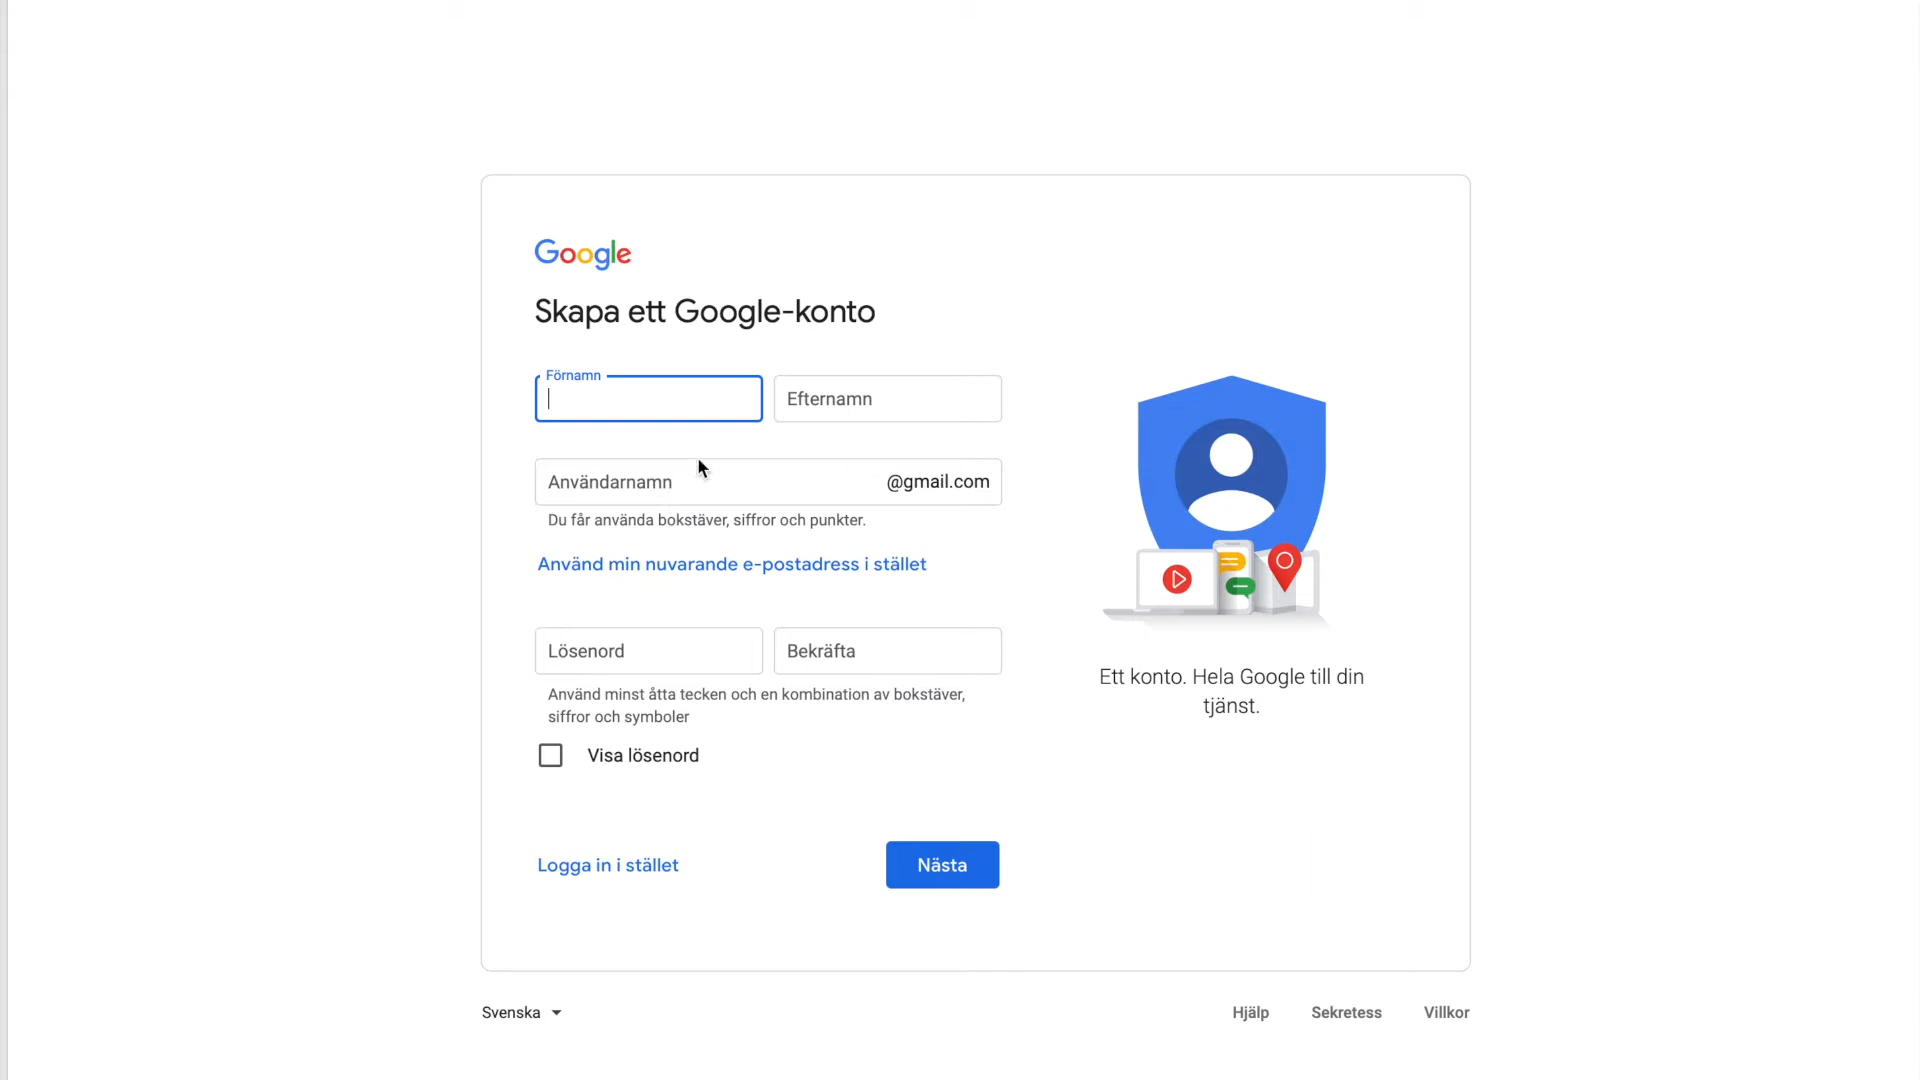 Google
Skapa ett Google-konto
Förnamn
Efternamn
Användarnamn
@gmail.com
Du får använda bokstäver, siffror och punkter.
Använd min nuvarande e-postadress i stället
Lösenord
Bekräfta
Använd minst åtta tecken och en kombination av bokstäver,
siffror och symboler
Visa lösenord
Logga in i stället
Nästa
Ett konto. Hela Google till din
tjänst.
Svenska
Hjälp
Sekretess
Villkor